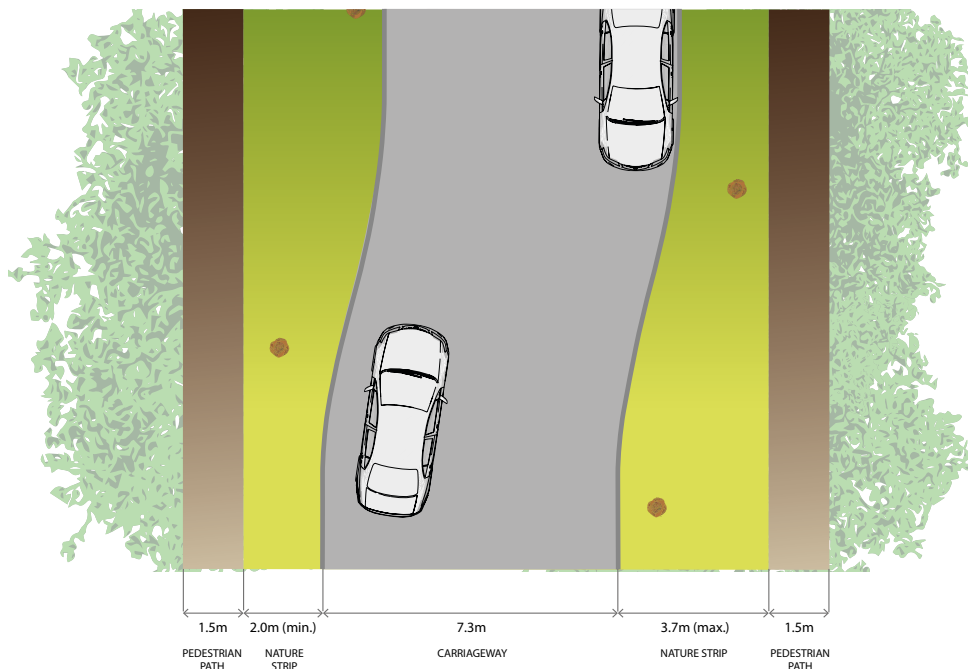 1.5m 2.0m (min.) 7.3m 3.7m (max.) 1.5m
PEDESTRIAN NATURE CARRIAGEWAY NATURE STRIP PEDESTRIAN
PATH STRIP PATH